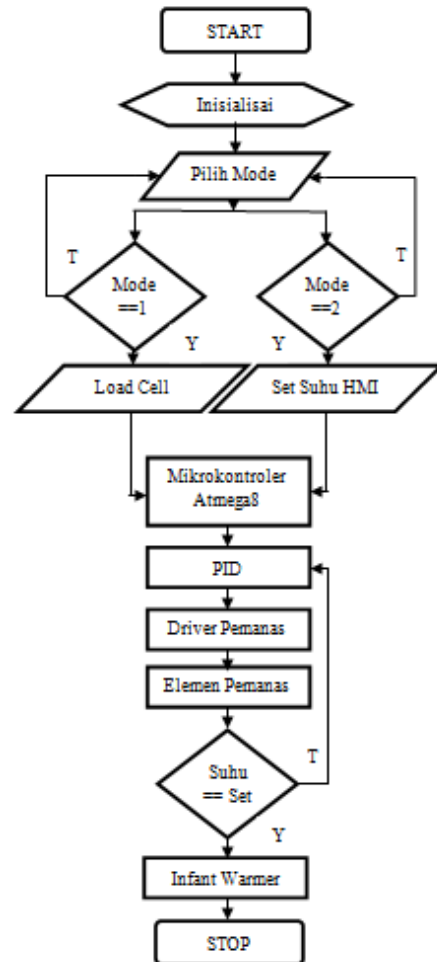 START
Inisialisai
Pilih Mode
T
T
Mode
==1
Mode
==2
Y
Y
Load Cell
Set Suhu HMI
Mikrokontroler
Atmega8
PID
Driver Pemanas
Elemen Pemanas
Suhu
== Set
T
Y
Infant Warmer
STOP